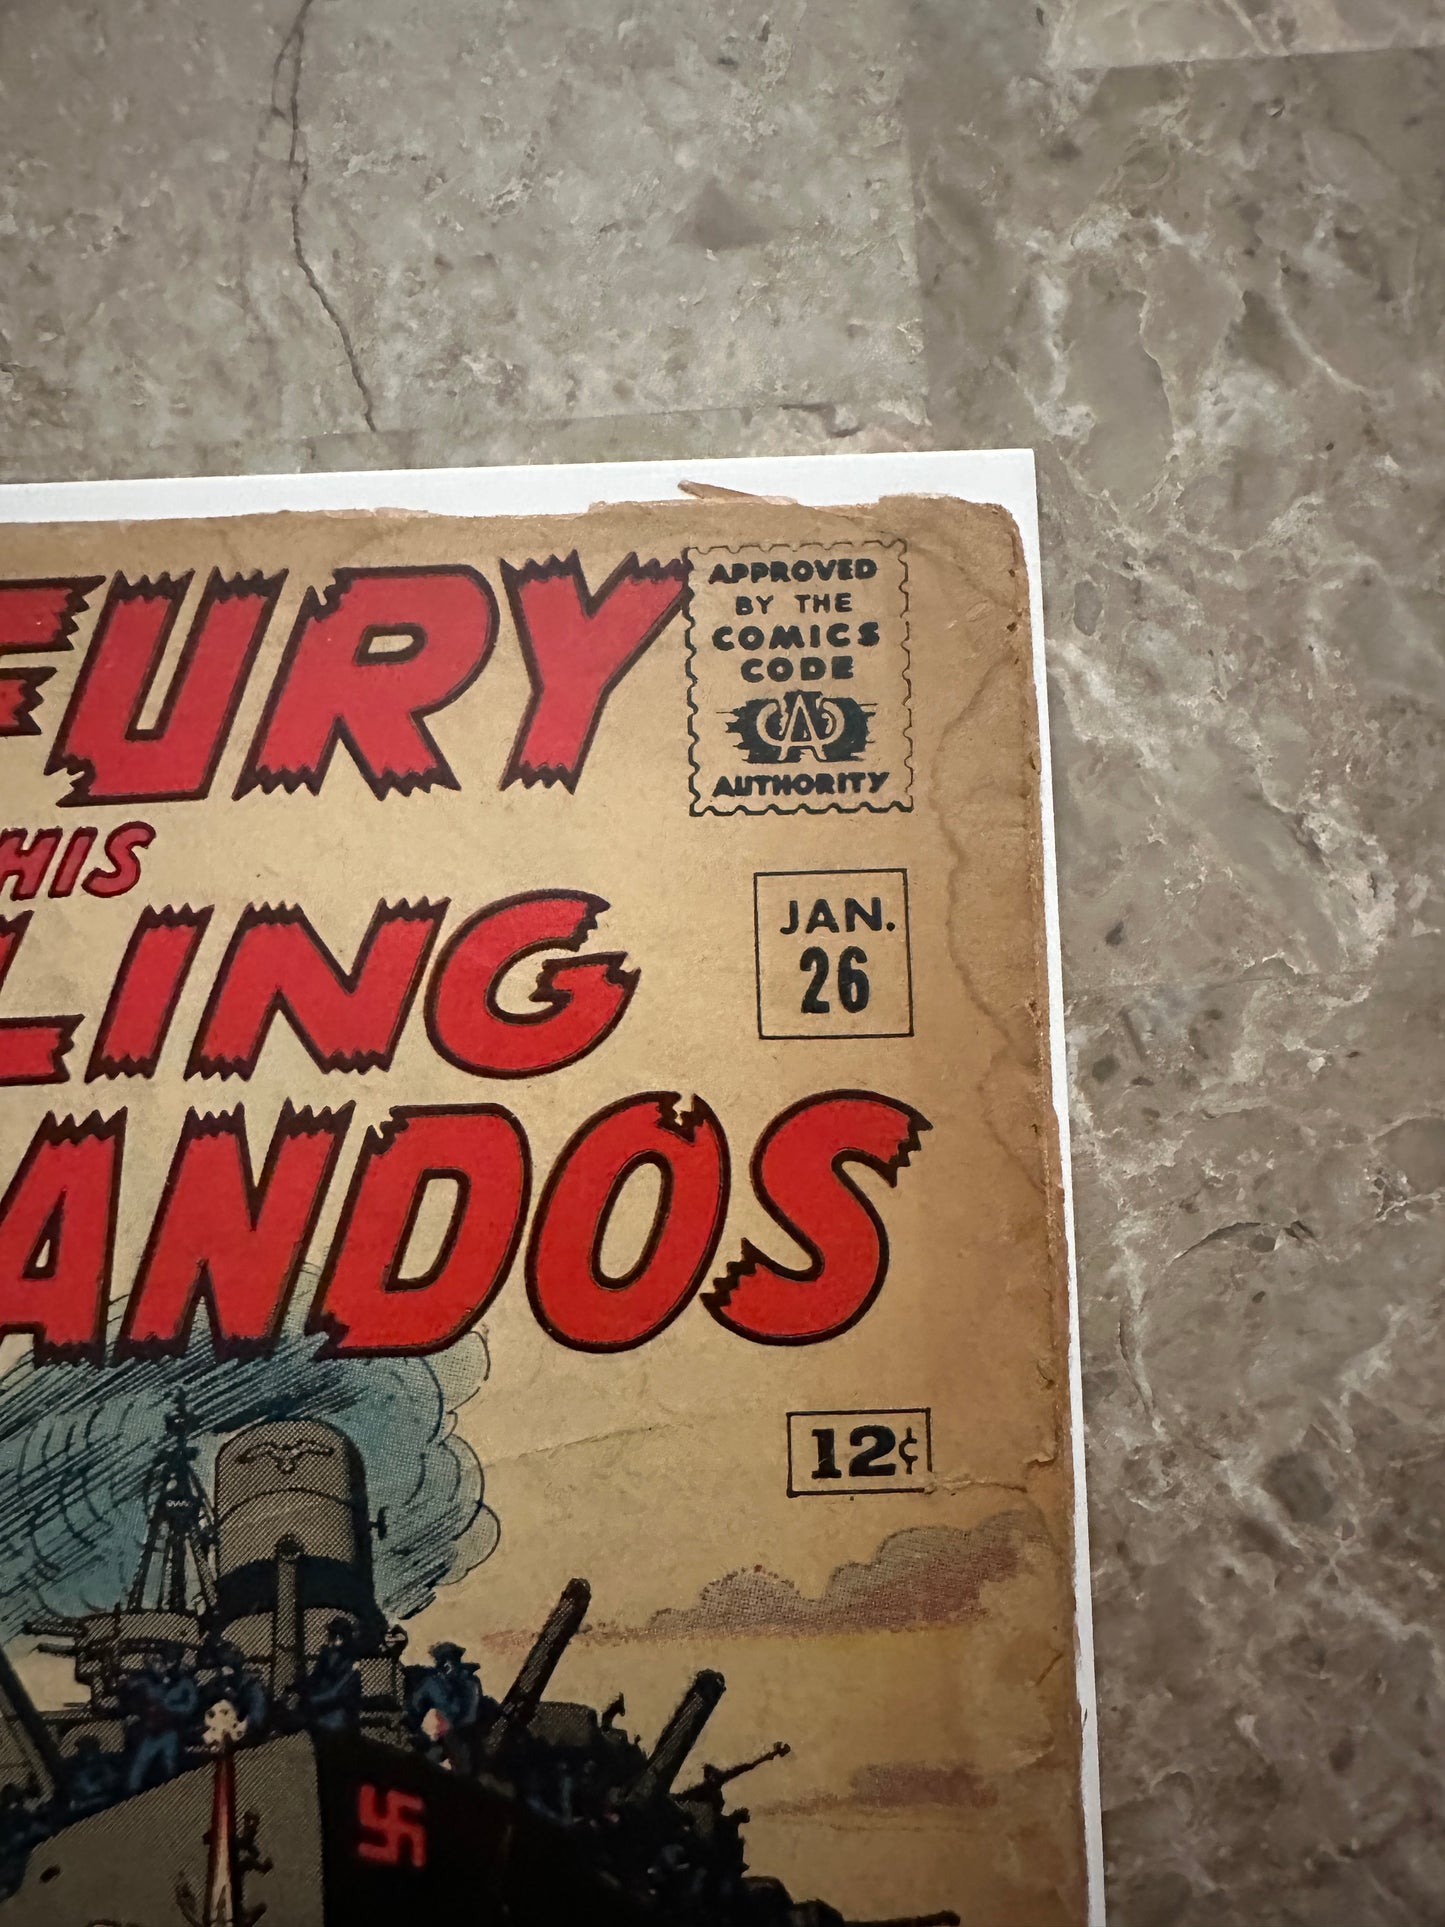 FURY
APPROVED
BY THE
COMICS
CODE
CA
AUTHORITY
HIS
LING
JAN.
26
ANDOS
12¢